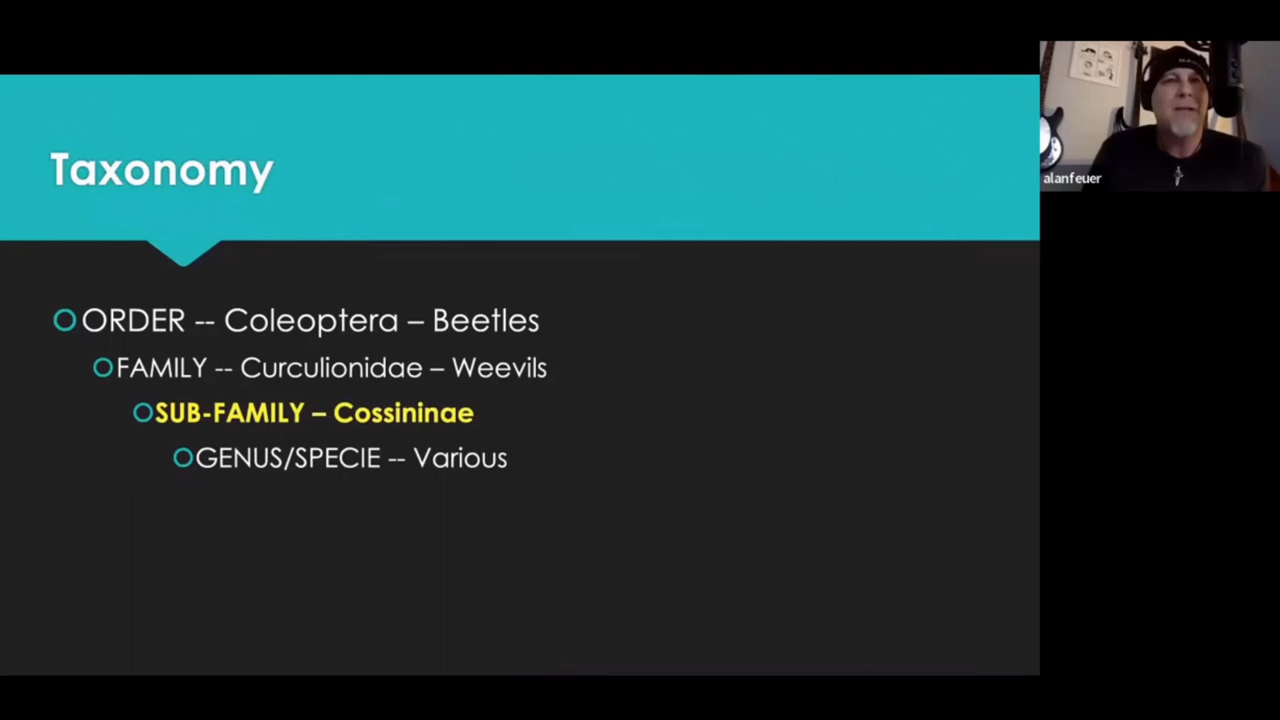 Taxonomy
ORDER -- Coleoptera – Beetles
FAMILY -- Curculionidae – Weevils
SUB-FAMILY – Cossininae
GENUS/SPECIE -- Various
alanfeuer